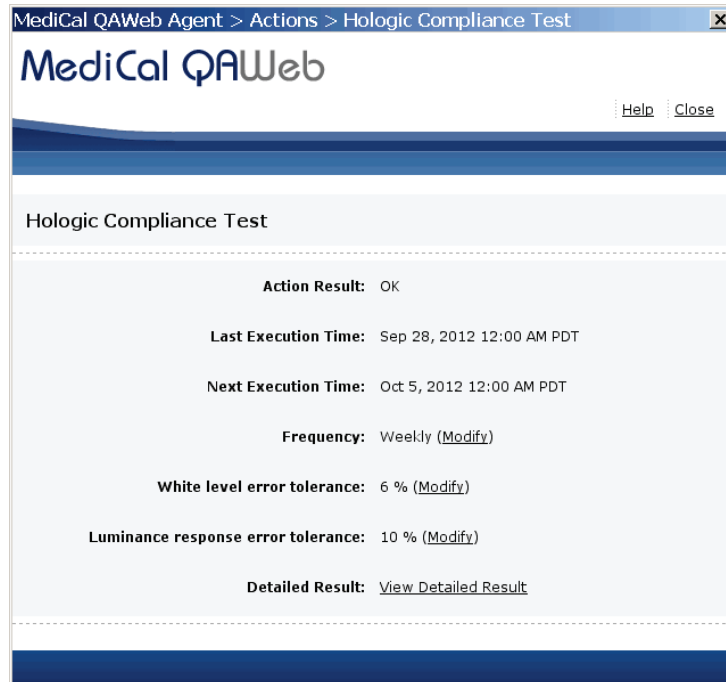 MediCal QAWeb Agent > Actions > Hologic Compliance Test
MediCal QAWeb
Help Close
Hologic Compliance Test
Action Result: OK
Last Execution Time: Sep 28, 2012 12:00 AM PDT
Next Execution Time: Oct 5, 2012 12:00 AM PDT
Frequency: Weekly (Modify)
White level error tolerance: 6 % (Modify)
Luminance response error tolerance: 10 % (Modify)
Detailed Result: View Detailed Result